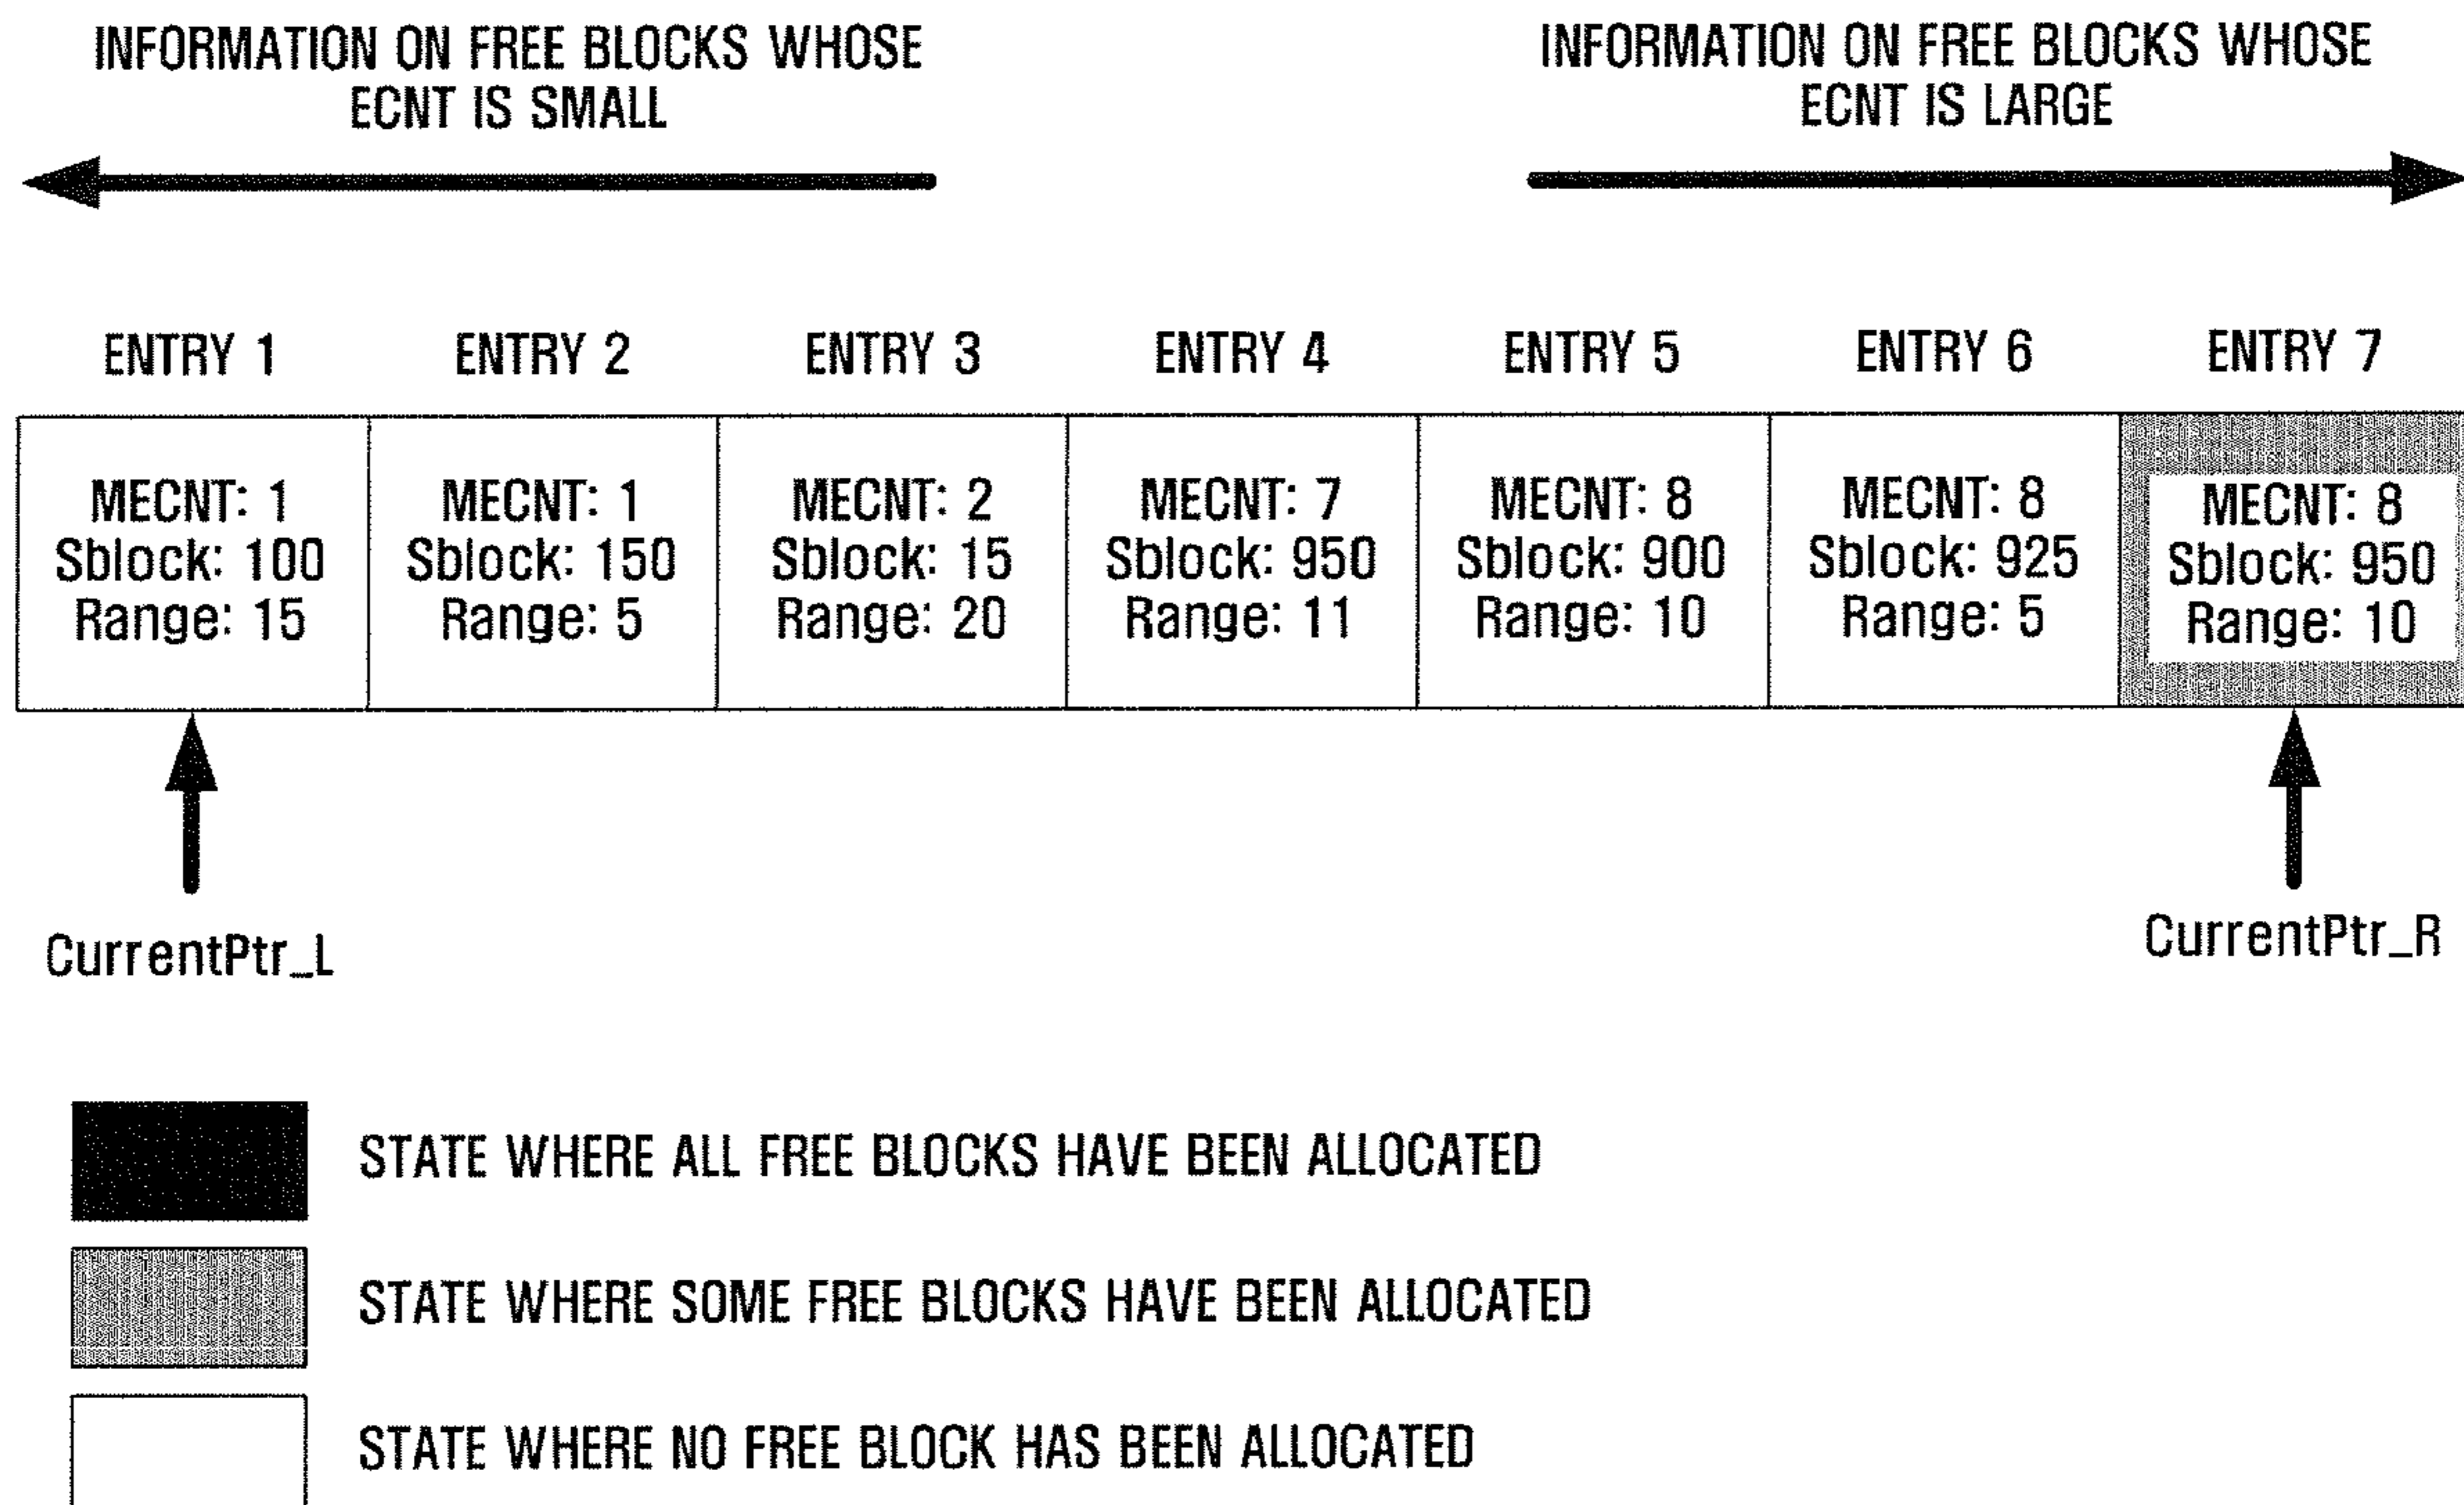 INFORMATION ON FREE BLOCKS WHOSE
ECNT IS SMALL
INFORMATION ON FREE BLOCKS WHOSE
ECNT IS LARGE
ENTRY 1
ENTRY 2
ENTRY 3
ENTRY 4
ENTRY 5
ENTRY 6
ENTRY 7
MECNT: 1
Sblock: 100
Range: 15
MECNT: 1
Sblock: 150
Range: 5
MECNT: 2
Sblock: 15
Range: 20
MECNT: 7
Sblock: 950
Range: 11
MECNT: 8
Sblock: 900
Range: 10
MECNT: 8
Sblock: 925
Range: 5
MECNT: 8
Sblock: 950
Range: 10
CurrentPtr_L
CurrentPtr_R
STATE WHERE ALL FREE BLOCKS HAVE BEEN ALLOCATED
STATE WHERE SOME FREE BLOCKS HAVE BEEN ALLOCATED
STATE WHERE NO FREE BLOCK HAS BEEN ALLOCATED